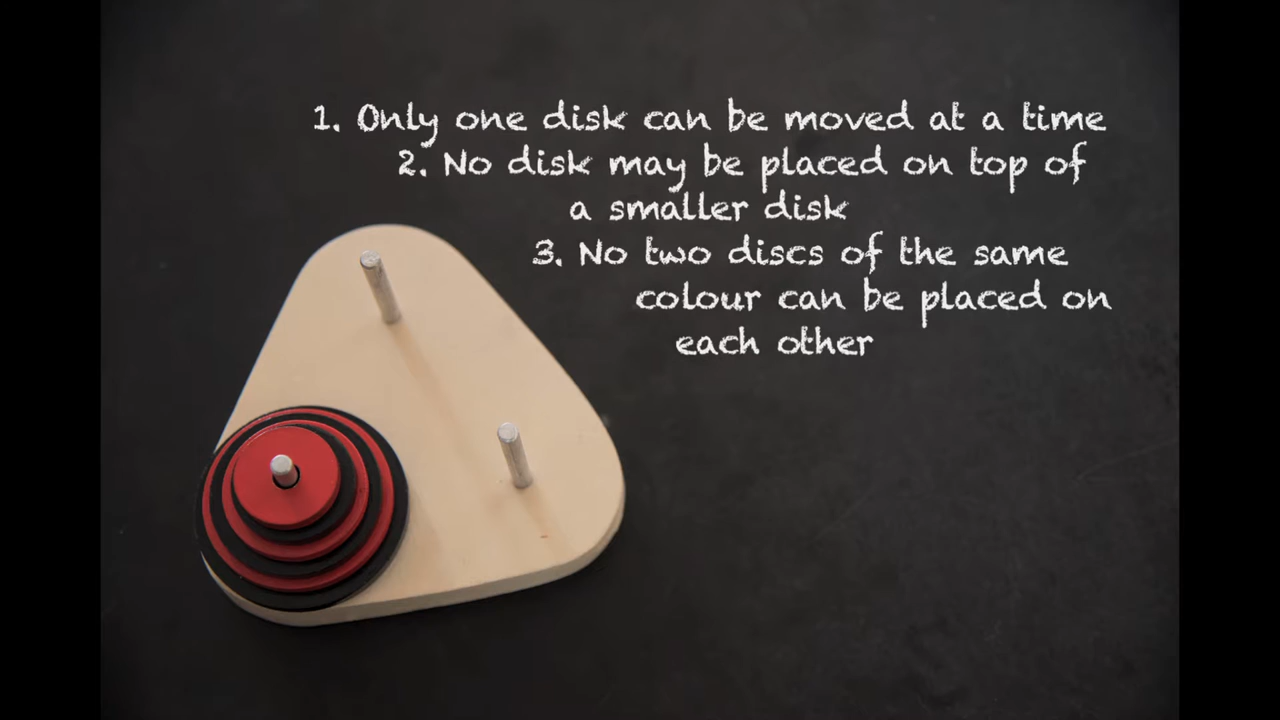 1. Only one disk can be moved at a time
2. No disk may be placed on top of
a smaller disk
3. No two discs of the same
colour can be placed on
each other